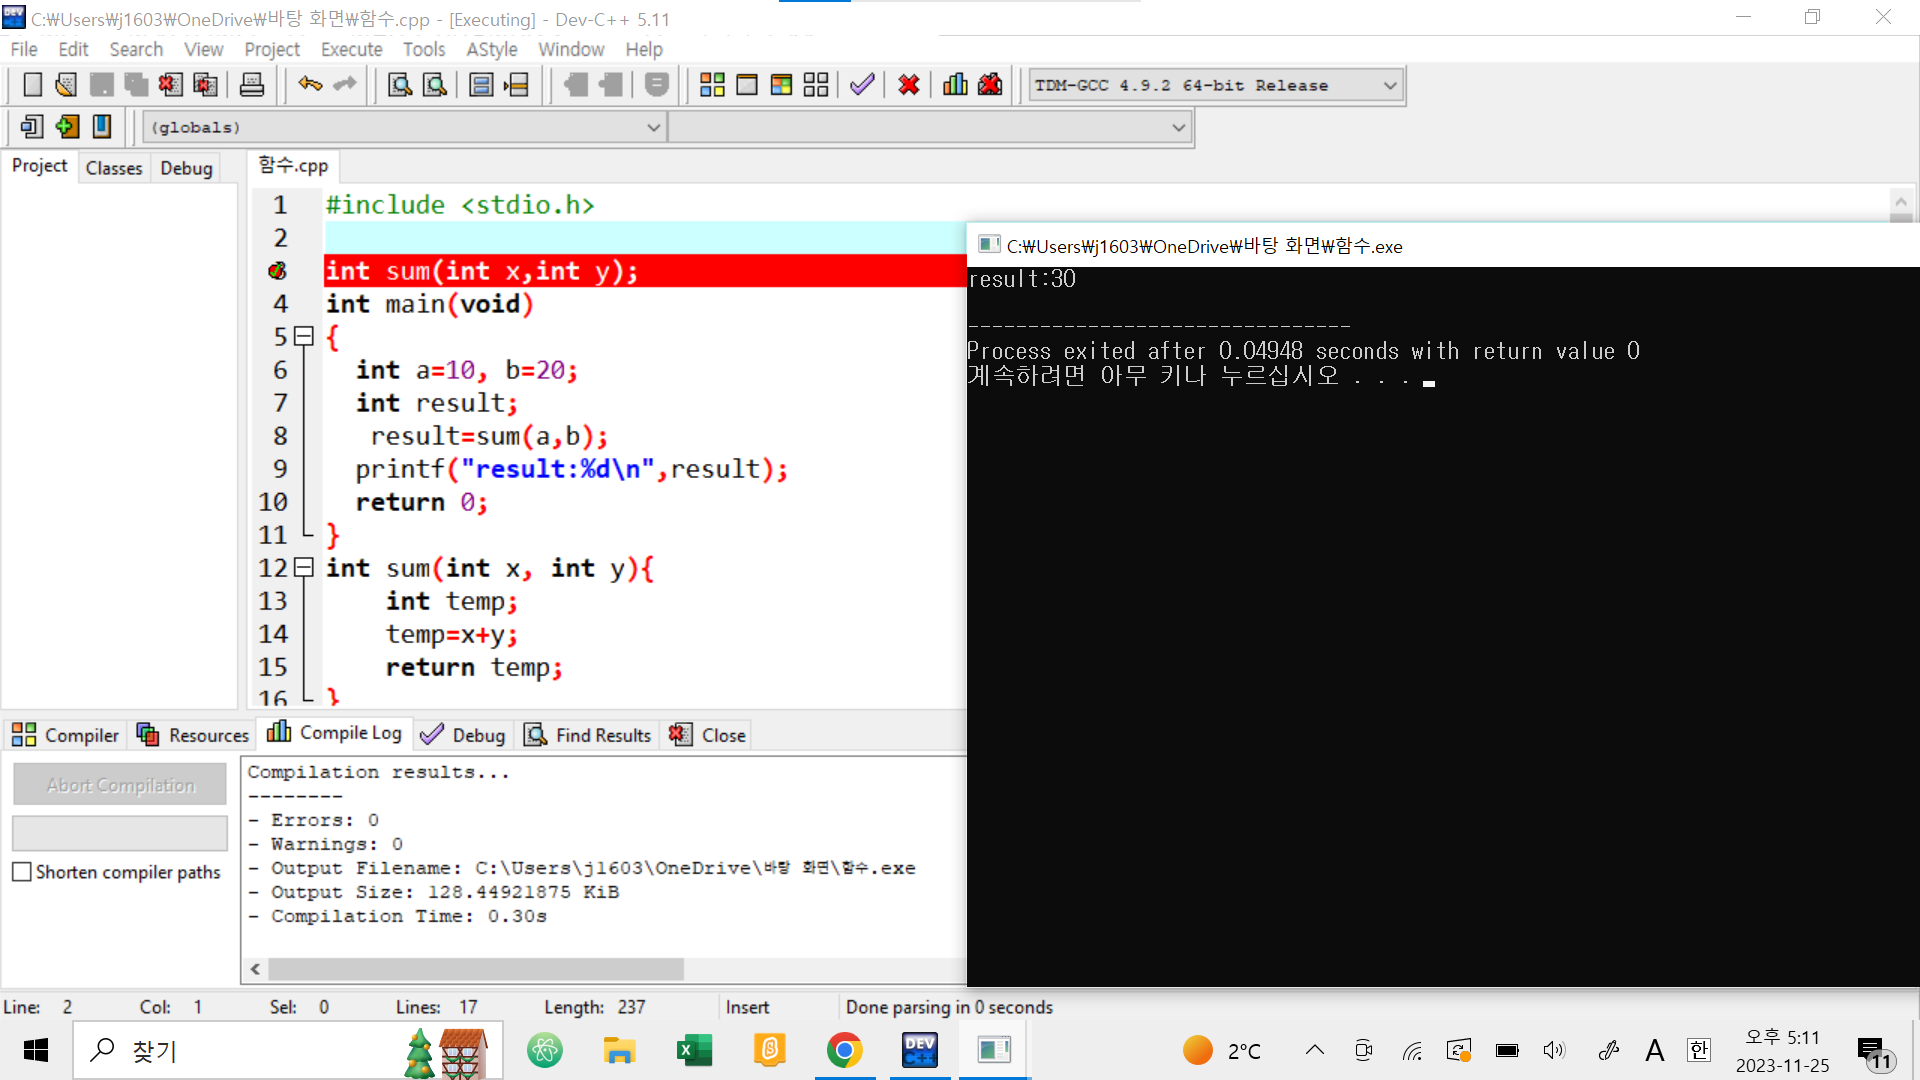 C:₩Users₩j1603₩OneDrive₩바탕 화면₩함수.cpp - [Executing] - Dev-C++ 5.11
File Edit Search View Project Execute Tools AStyle Window Help
TDM-GCC 4.9.2 64-bit Release
(globals)
Project Classes Debug
함수.cpp
1 #include <stdio.h>
2
3 int sum(int x,int y);
4 int main(void)
5 {
6 int a=10, b=20;
7 int result;
8 result=sum(a,b);
9 printf("result:%d\n",result);
10 return 0;
11 }
12 int sum(int x, int y){
13 int temp;
14 temp=x+y;
15 return temp;
16 }
C:₩Users₩j1603₩OneDrive₩바탕 화면₩함수.exe
result:30
--------------------------------
Process exited after 0.04948 seconds with return value 0
계속하려면 아무 키나 누르십시오 . . .
Compiler Resources Compile Log Debug Find Results Close
Abort Compilation
Shorten compiler paths
Compilation results...
--------
- Errors: 0
- Warnings: 0
- Output Filename: C:\Users\j1603\OneDrive\바탕 화면\함수.exe
- Output Size: 128.44921875 KiB
- Compilation Time: 0.30s
Line: 2 Col: 1 Sel: 0 Lines: 17 Length: 237 Insert Done parsing in 0 seconds
찾기
DEV C++
2°C
A 한
오후 5:11
2023-11-25
11